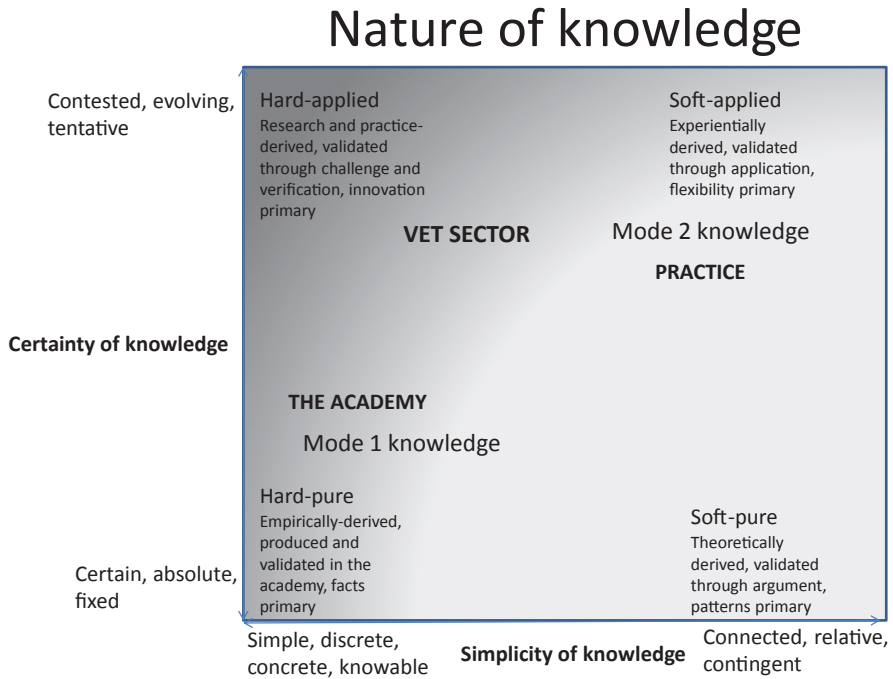 Nature of knowledge
Contested, evolving,
tentative
Hard-applied
Research and practice-
derived, validated
through challenge and
verification, innovation
primary
Soft-applied
Experientially
derived, validated
through application,
flexibility primary
VET SECTOR
Mode 2 knowledge
PRACTICE
Certainty of knowledge
THE ACADEMY
Mode 1 knowledge
Hard-pure
Empirically-derived,
produced and
validated in the
academy, facts
primary
Soft-pure
Theoretically
derived, validated
through argument,
patterns primary
Certain, absolute,
fixed
Simple, discrete,
concrete, knowable
Simplicity of knowledge
Connected, relative,
contingent